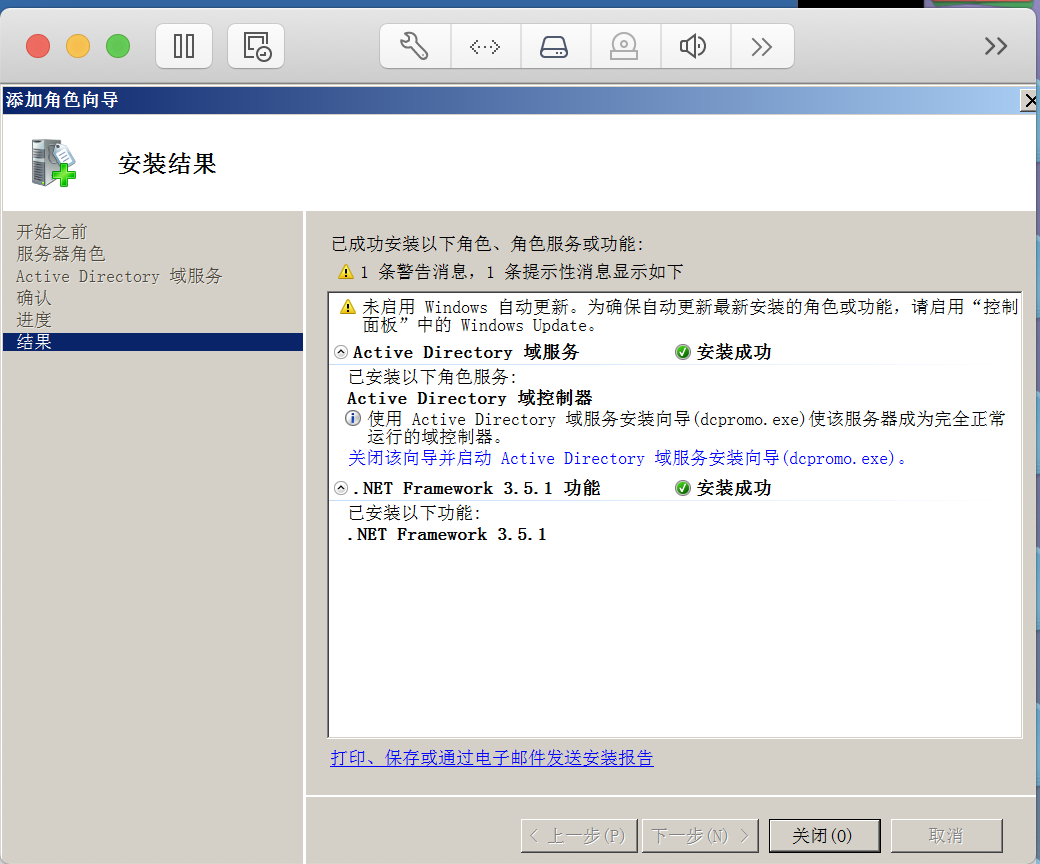 添加角色向导
安装结果
开始之前
服务器角色
Active Directory 域服务
确认
进度
结果
已成功安装以下角色、角色服务或功能:
1 条警告消息，1 条提示性消息显示如下
未启用 Windows 自动更新。为确保自动更新最新安装的角色或功能，请启用“控制
面板”中的 Windows Update。
Active Directory 域服务 安装成功
已安装以下角色服务:
Active Directory 域控制器
使用 Active Directory 域服务安装向导(dcpromo.exe)使该服务器成为完全正常
运行的域控制器。
关闭该向导并启动 Active Directory 域服务安装向导(dcpromo.exe)。
.NET Framework 3.5.1 功能 安装成功
已安装以下功能:
.NET Framework 3.5.1
打印、保存或通过电子邮件发送安装报告
< 上一步(P) 下一步(N) > 关闭(O) 取消